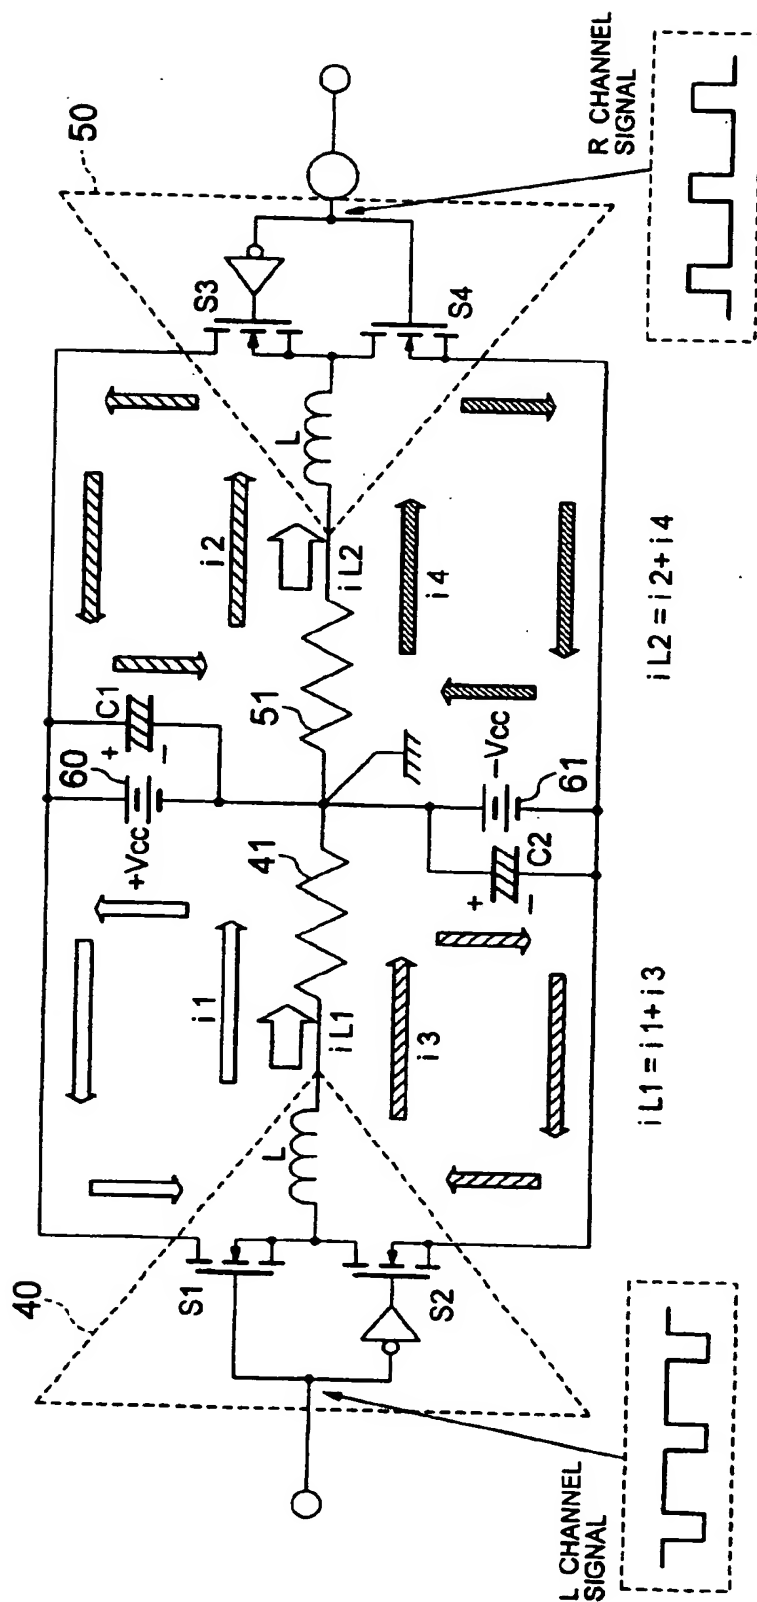 40
50
S1
S2
L
S3
S4
L
L CHANNEL
SIGNAL
R CHANNEL
SIGNAL
i1
iL1
i3
41
+Vcc
60
+
C1
-
51
+
C2
-
-Vcc
61
i2
iL2
i4
iL1=i1+i3
iL2=i2+i4